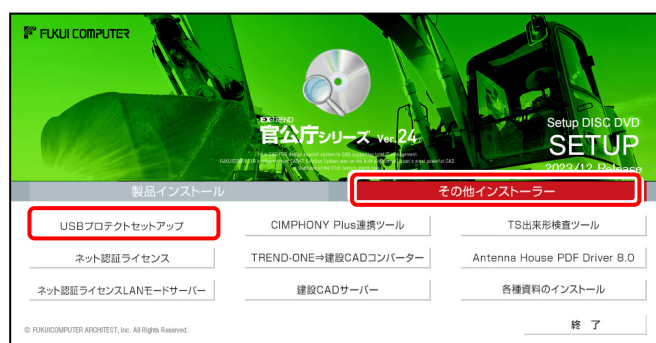 FUKUI COMPUTER
EXTREND
官公庁シリーズ Ver.24
Setup DISC DVD
SETUP
2023/12 Release
製品インストール
その他インストーラー
USBプロテクトセットアップ
CIMPHONY Plus連携ツール
TS出来形検査ツール
ネット認証ライセンス
TREND-ONE⇒建設CADコンバーター
Antenna House PDF Driver 8.0
ネット認証ライセンスLANモードサーバー
建設CADサーバー
各種資料のインストール
© FUKUICOMPUTER ARCHITECT, Inc. All Rights Reserved.
終 了